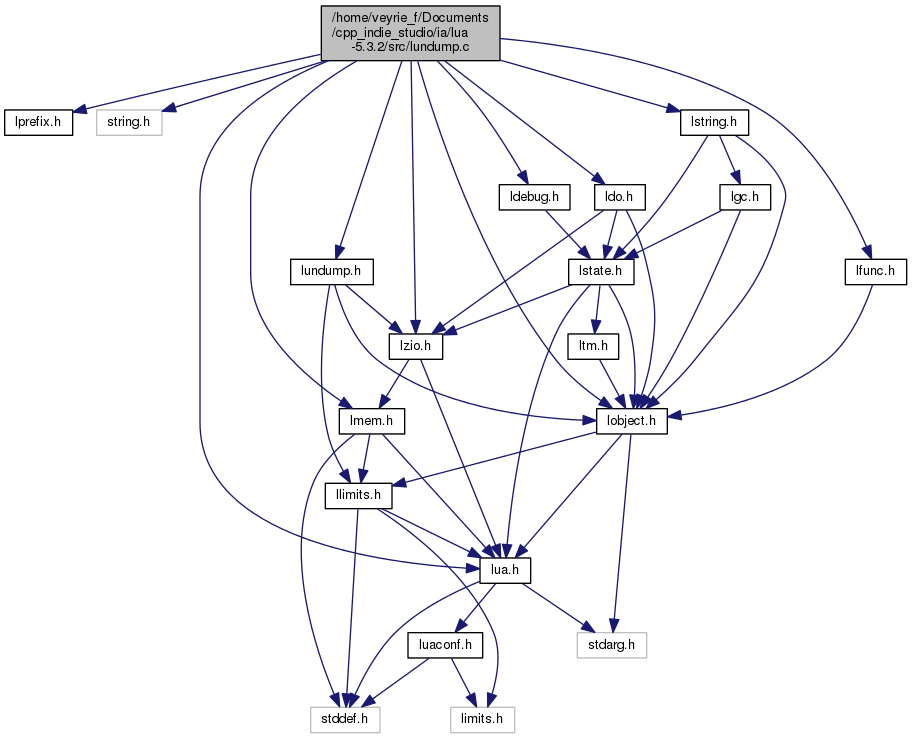 /home/veyrie_f/Documents
/cpp_indie_studio/ia/lua
-5.3.2/src/lundump.c
lprefix.h
string.h
lstring.h
ldebug.h
ldo.h
lgc.h
lundump.h
lstate.h
lfunc.h
lzio.h
ltm.h
lmem.h
lobject.h
llimits.h
lua.h
luaconf.h
stdarg.h
stddef.h
limits.h